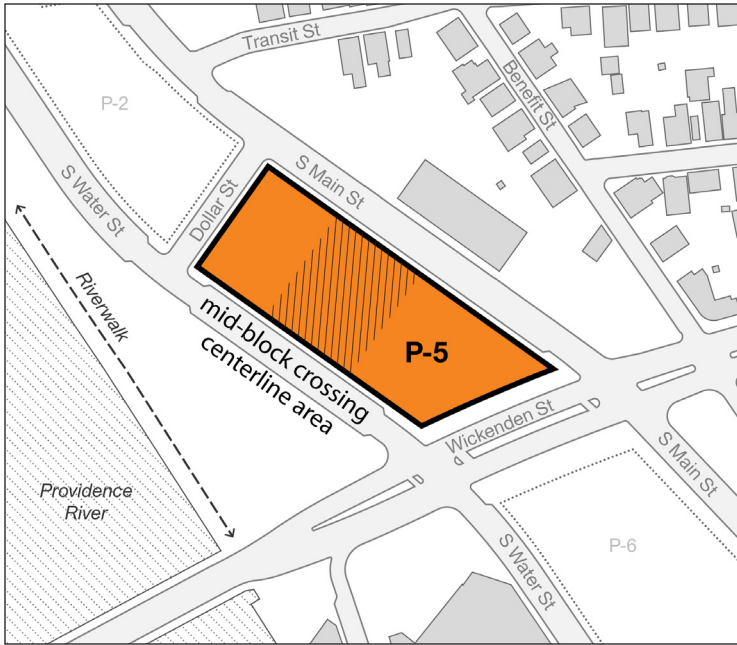 Transit St
P-2
Benefit St
S Main St
S Water St
Dollar St
Riverwalk
mid-block crossing
centerline area
P-5
Wickenden St
S Main St
Providence
River
P-6
S Water St